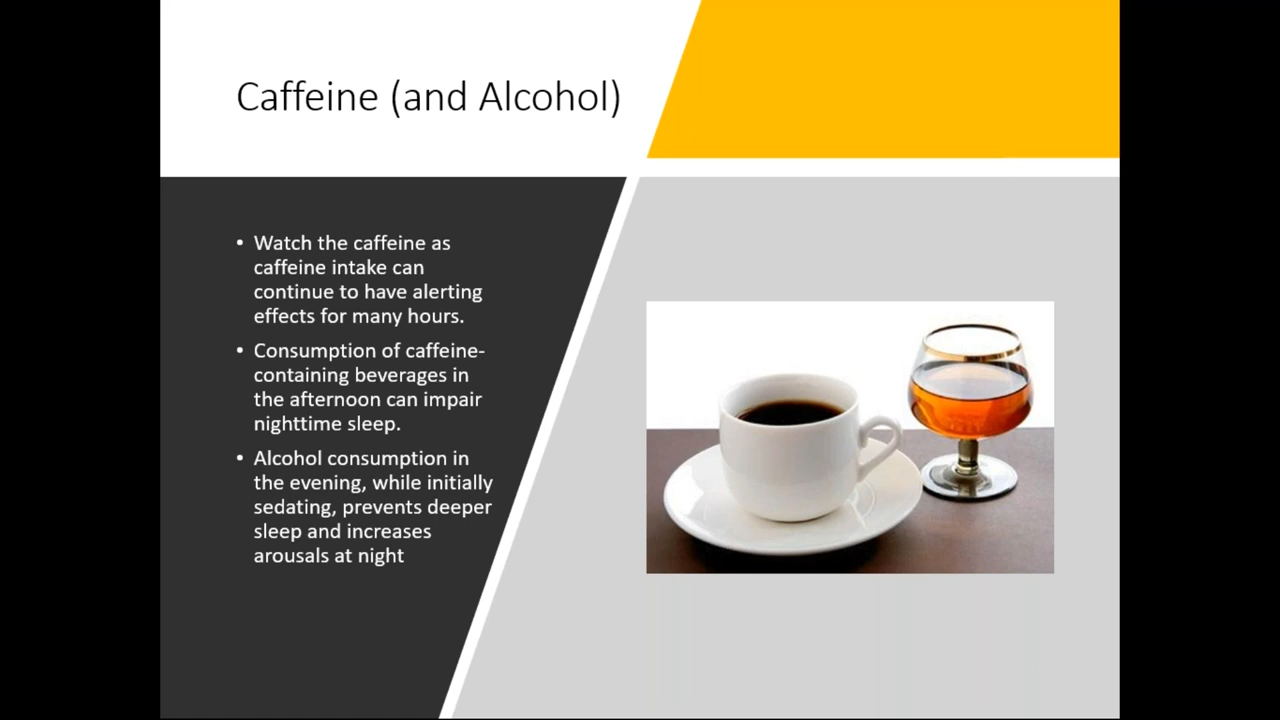 Caffeine (and Alcohol)
• Watch the caffeine as
caffeine intake can
continue to have alerting
effects for many hours.
• Consumption of caffeine-
containing beverages in
the afternoon can impair
nighttime sleep.
• Alcohol consumption in
the evening, while initially
sedating, prevents deeper
sleep and increases
arousals at night